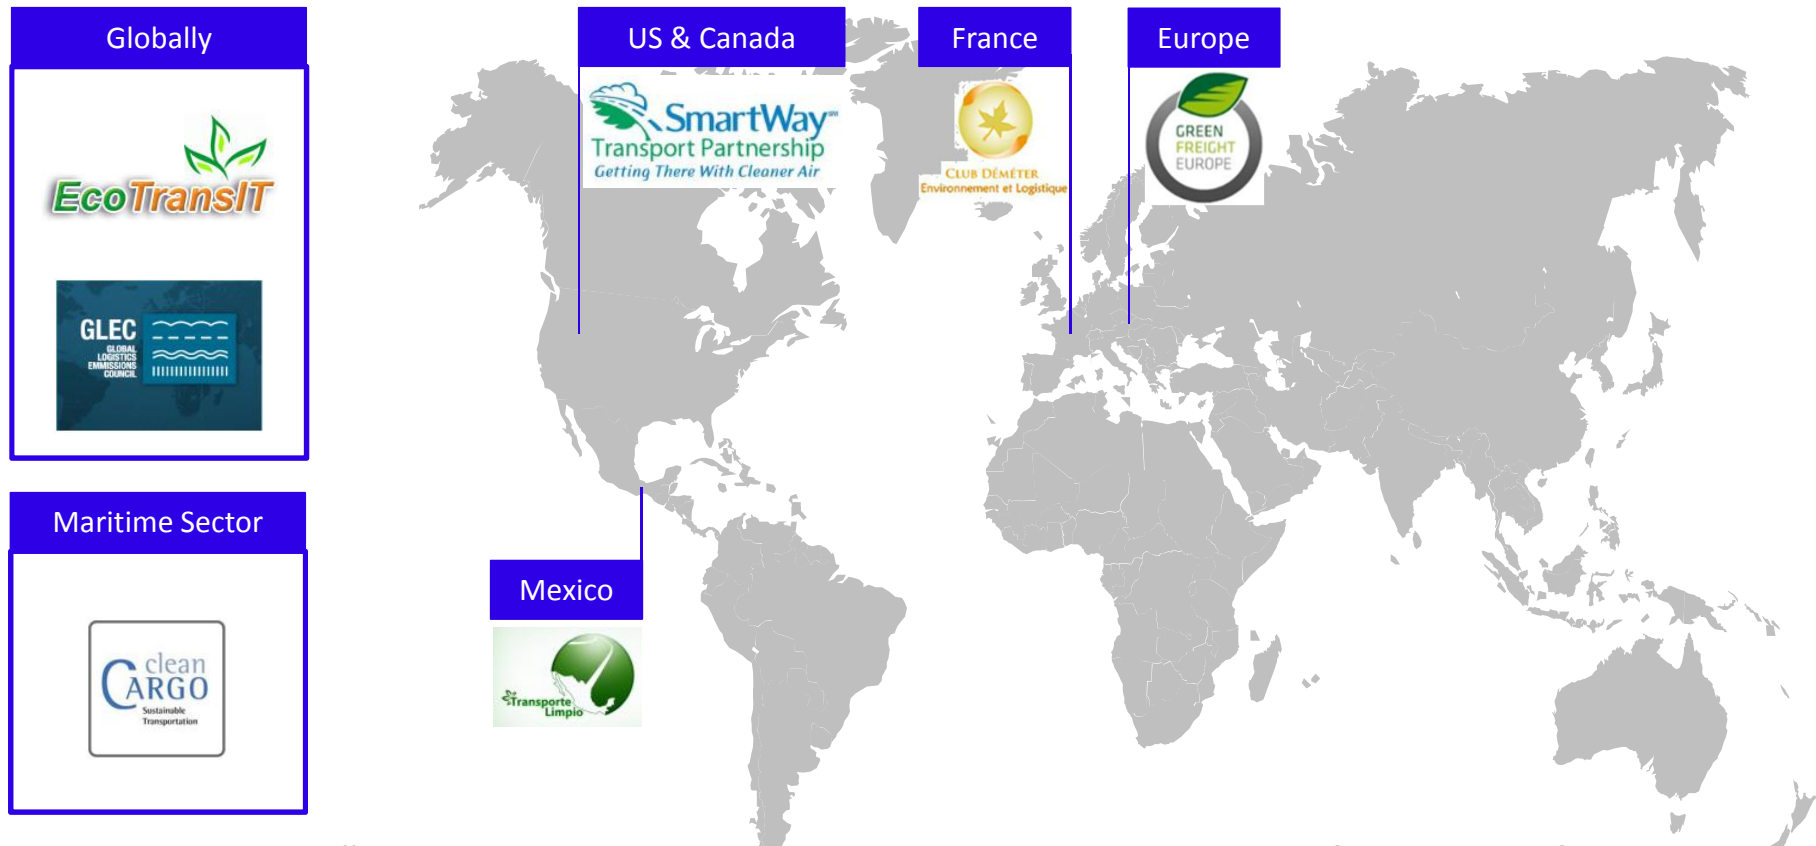 Globally
EcoTransIT
GLEC
GLOBAL
LOGISTICS
EMMISSIONS
COUNCIL
Maritime Sector
clean
CARGO
Sustainable
Transportation
US & Canada
SmartWay
Transport Partnership
Getting There With Cleaner Air
France
CLUB DÉMÉTER
Environnement et Logistique
Europe
GREEN
FREIGHT
EUROPE
Mexico
Transporte
Limpio